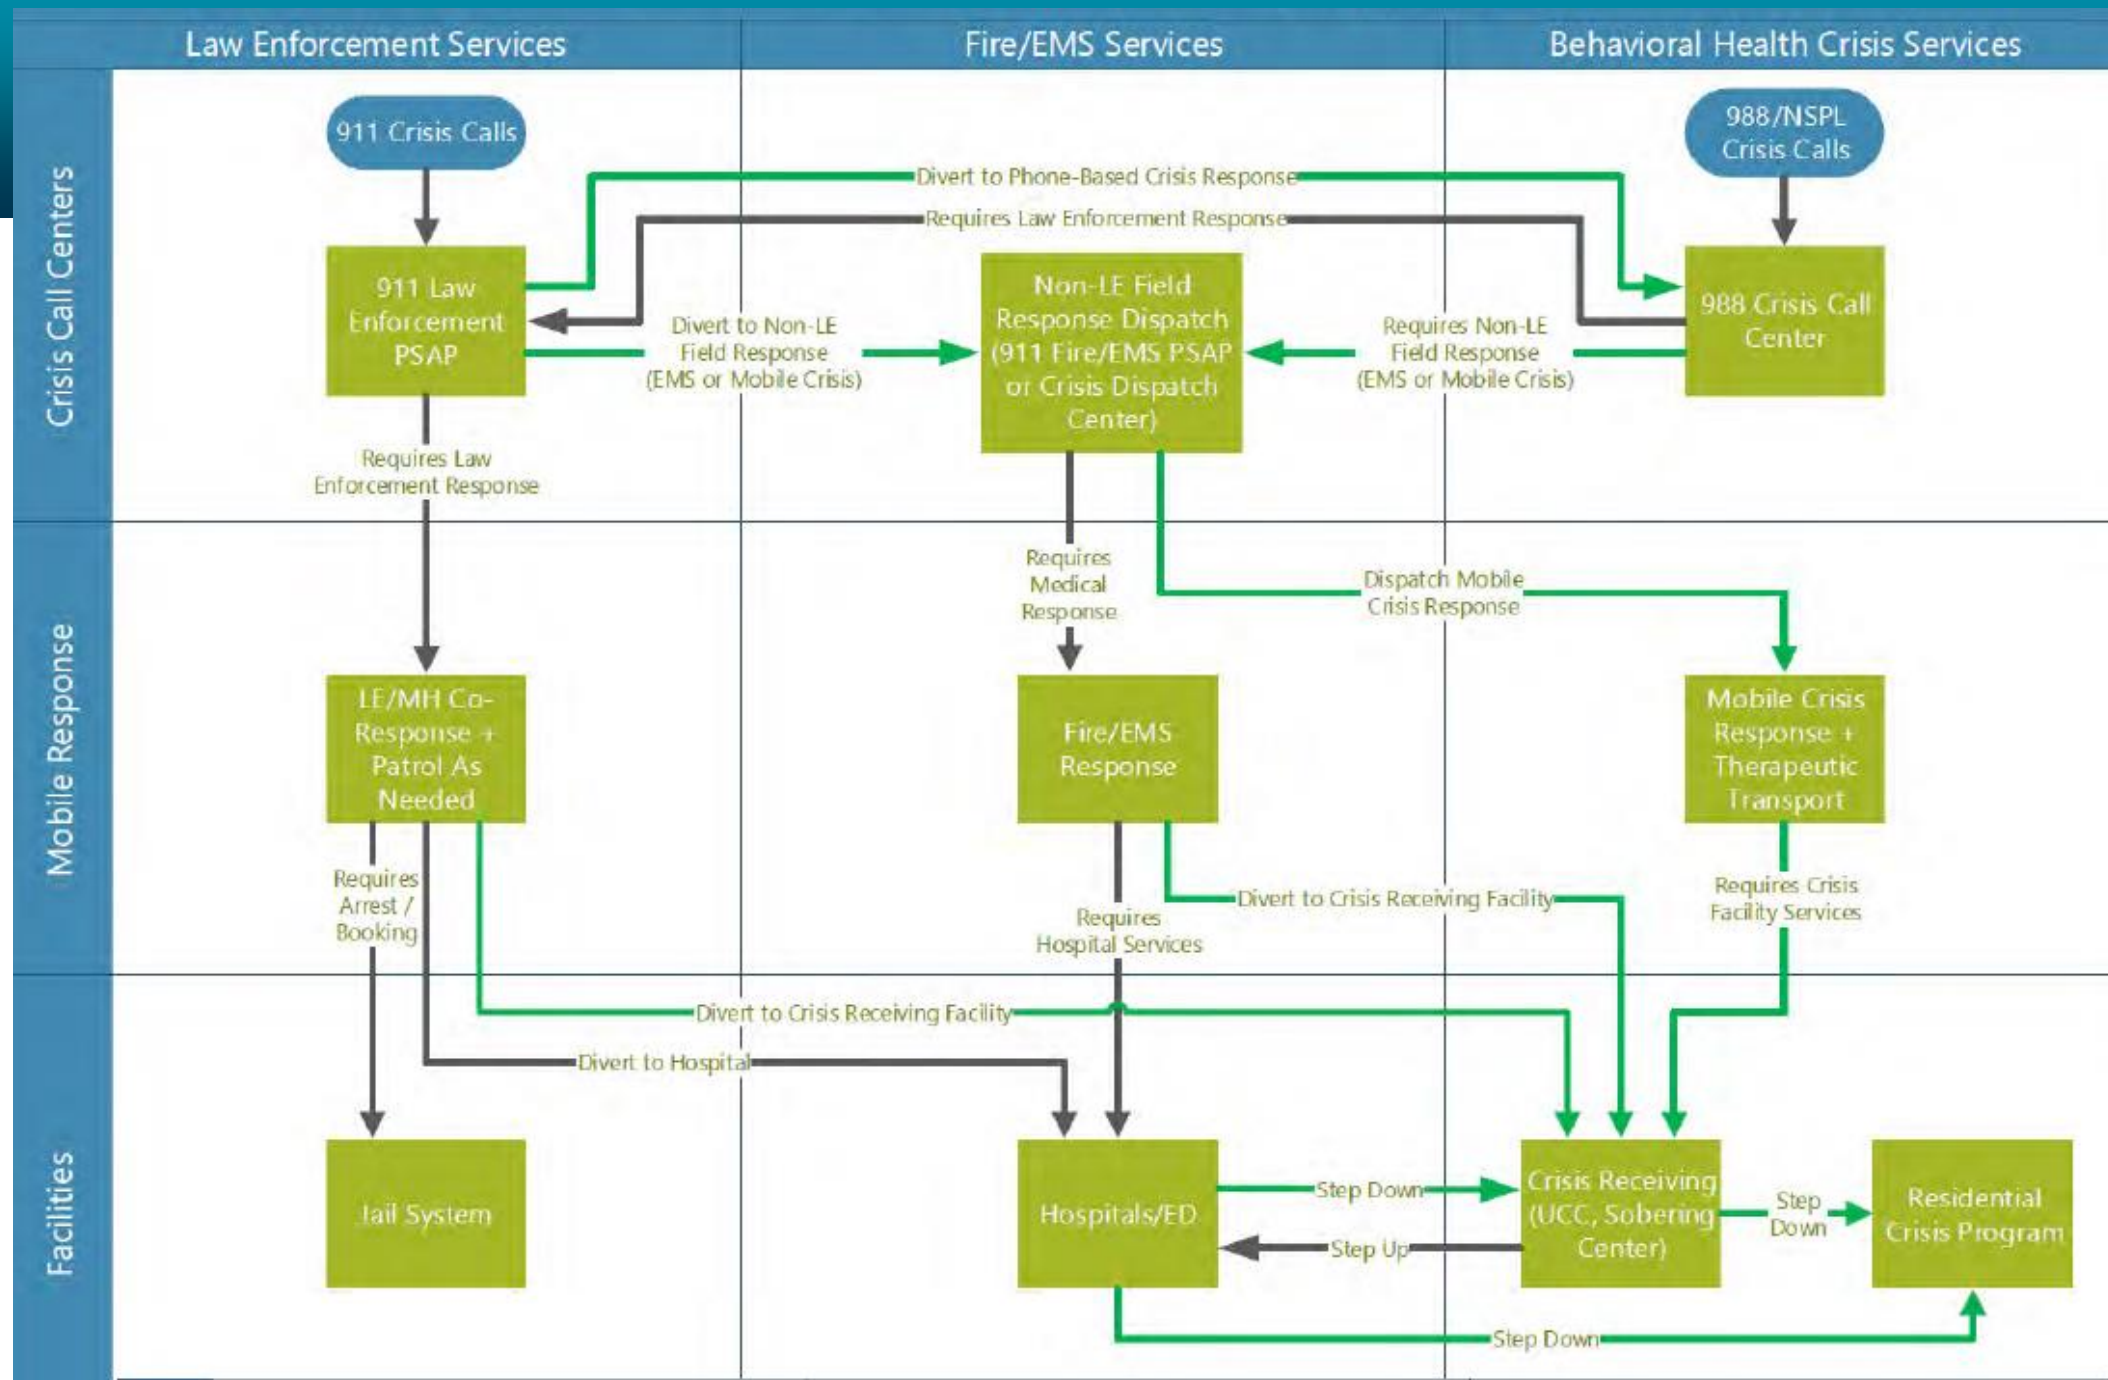 Law Enforcement Services
Fire/EMS Services
Behavioral Health Crisis Services
Crisis Call Centers
911 Crisis Calls
988/NSPL
Crisis Calls
Divert to Phone-Based Crisis Response
Requires Law Enforcement Response
911 Law
Enforcement
PSAP
Divert to Non-LE
Field Response
(EMS or Mobile Crisis)
Non-LE Field
Response Dispatch
(911 Fire/EMS PSAP
or Crisis Dispatch
Center)
Requires Non-LE
Field Response
(EMS or Mobile Crisis)
988 Crisis Call
Center
Requires Law
Enforcement Response
Mobile Response
Requires
Medical
Response
Dispatch Mobile
Crisis Response
LE/MH Co-
Response +
Patrol As
Needed
Fire/EMS
Response
Mobile Crisis
Response +
Therapeutic
Transport
Requires
Arrest /
Booking
Requires
Hospital Services
Divert to Crisis Receiving Facility
Requires Crisis
Facility Services
Facilities
Divert to Crisis Receiving Facility
Divert to Hospital
Jail System
Hospitals/ED
Step Down
Step Up
Crisis Receiving
(UCC, Sobering
Center)
Step
Down
Residential
Crisis Program
Step Down